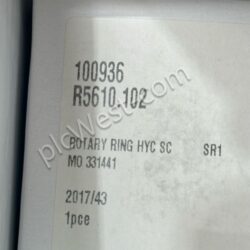 100936
R5610.102
ROTARY RING HYC SC SR1
MO 331441
2017/43
1pce
plcWest.com